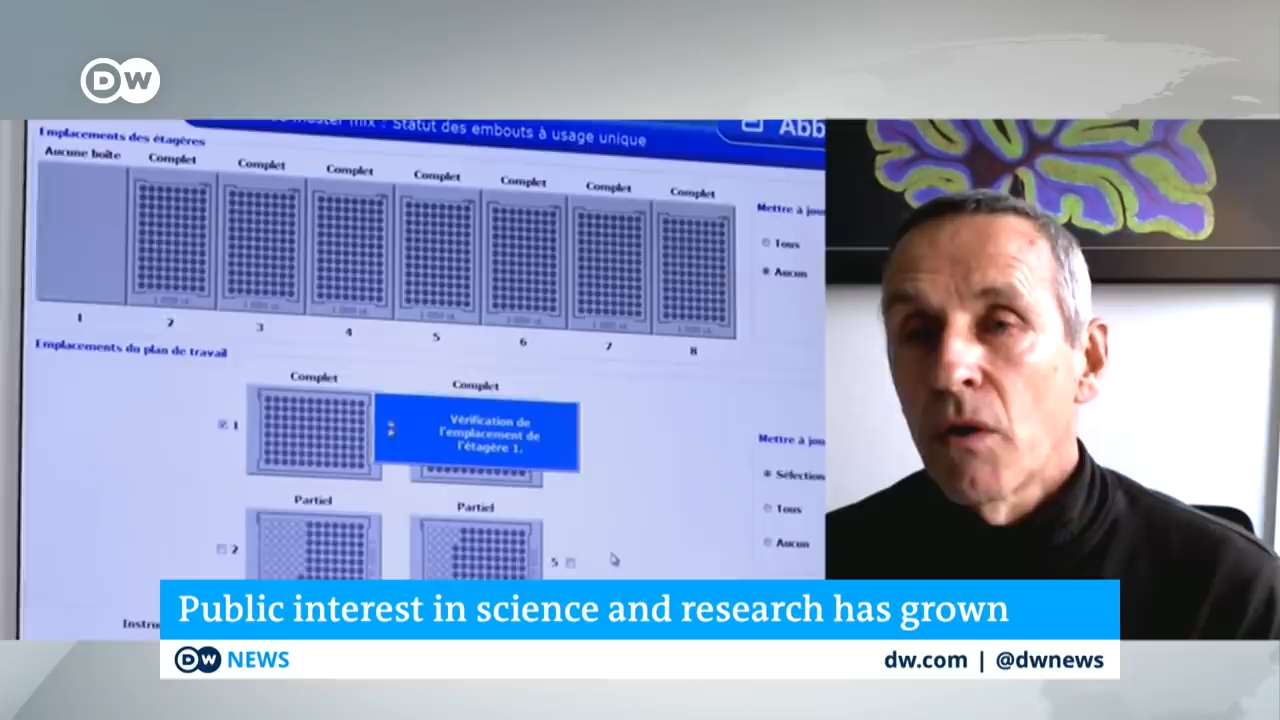 DW
Emplacements des étagères
master mix : Statut des embouts à usage unique
Abb
Aucune boîte
Complet
Complet
Complet
Complet
Complet
Complet
Complet
Mettre à jou
Tous
Aucun
1
2
3
4
5
6
7
8
Emplacements du plan de travail
Complet
Complet
1
Vérification de
l'emplacement de
l'étagère 1.
Mettre à jou
Sélection
Tous
Aucun
Partiel
Partiel
2
5
Instru
Public interest in science and research has grown
DW NEWS
dw.com | @dwnews